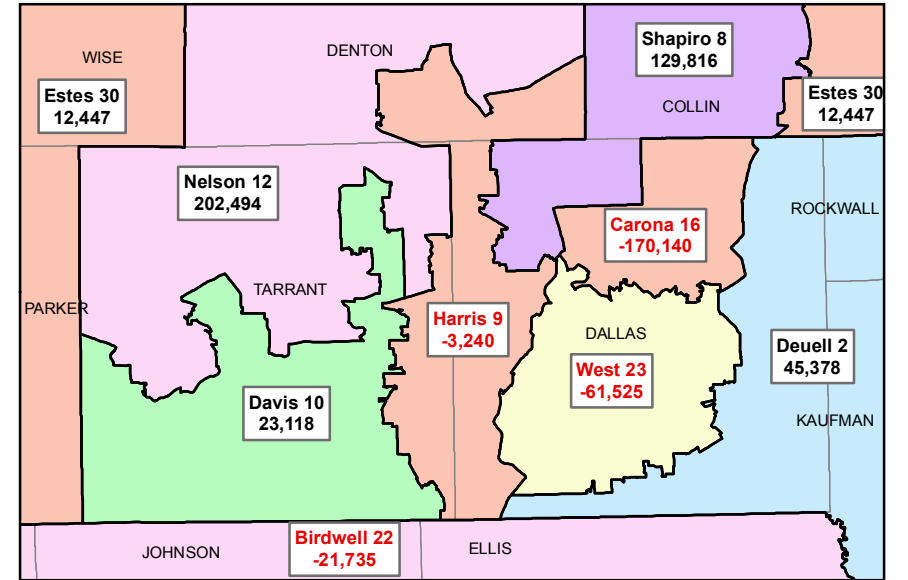 WISE
DENTON
Shapiro 8
129,816
COLLIN
Estes 30
12,447
Estes 30
12,447
Nelson 12
202,494
ROCKWALL
Carona 16
-170,140
TARRANT
PARKER
Harris 9
-3,240
DALLAS
West 23
-61,525
Deuell 2
45,378
Davis 10
23,118
KAUFMAN
JOHNSON
Birdwell 22
-21,735
ELLIS